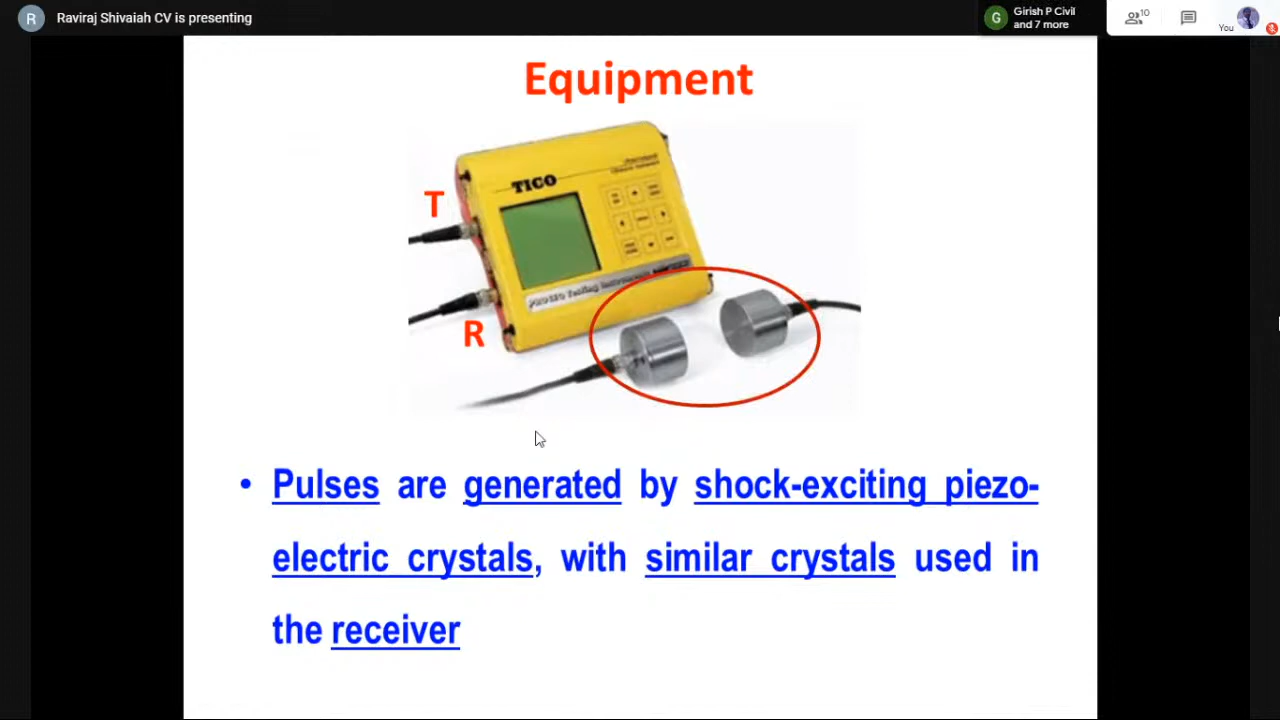 Raviraj Shivaiah CV is presenting
Girish P Civil
and 7 more
10
You
R
G
Equipment
T
TICO
R
• Pulses are generated by shock-exciting piezo-
electric crystals, with similar crystals used in
the receiver